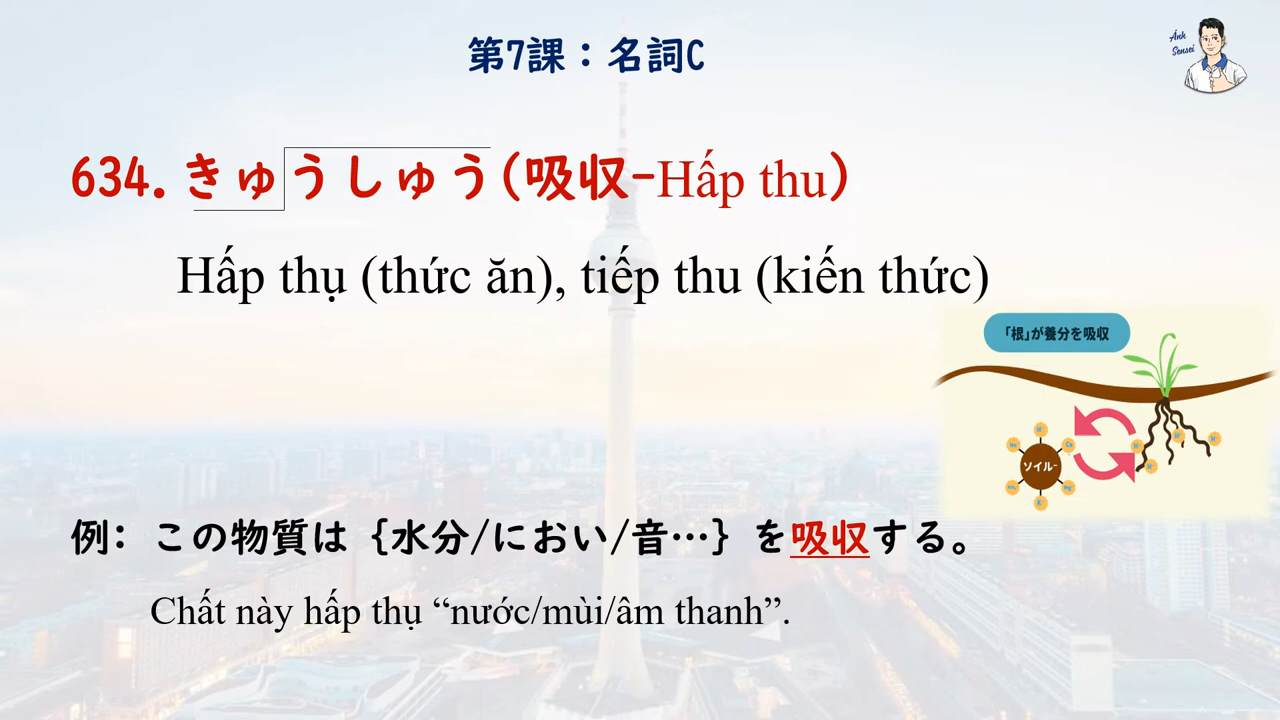 第7課：名詞C
Anh
Sensei
634. きゅうしゅう(吸収-Hấp thu)
Hấp thụ (thức ăn), tiếp thu (kiến thức)
「根」が養分を吸収
ソイルｰ
例: この物質は {水分/におい/音…} を吸収する。
Chất này hấp thụ “nước/mùi/âm thanh”.